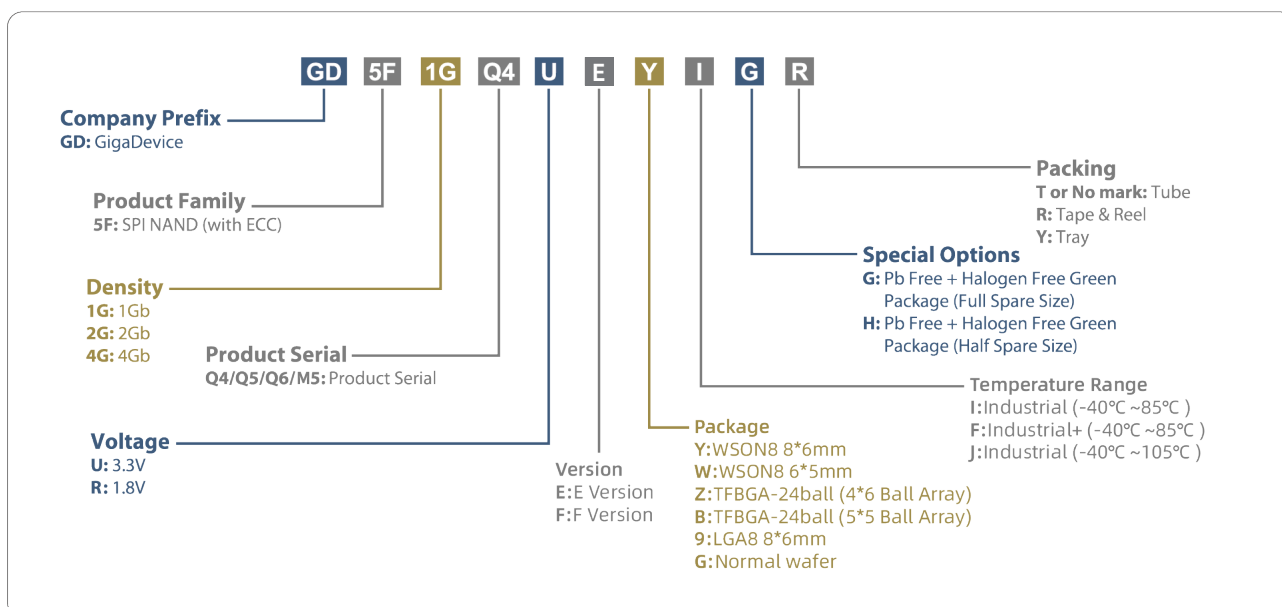 GD 5F 1G Q4 U E Y I G R
Company Prefix
GD: GigaDevice
Product Family
5F: SPI NAND (with ECC)
Density
1G: 1Gb
2G: 2Gb
4G: 4Gb
Product Serial
Q4/Q5/Q6/M5: Product Serial
Voltage
U: 3.3V
R: 1.8V
Version
E:E Version
F:F Version
Package
Y:WSON8 8*6mm
W:WSON8 6*5mm
Z:TFBGA-24ball (4*6 Ball Array)
B:TFBGA-24ball (5*5 Ball Array)
9:LGA8 8*6mm
G:Normal wafer
Temperature Range
I:Industrial (-40℃ ~85℃ )
F:Industrial+ (-40℃ ~85℃ )
J:Industrial (-40℃ ~105℃ )
Special Options
G: Pb Free + Halogen Free Green
Package (Full Spare Size)
H: Pb Free + Halogen Free Green
Package (Half Spare Size)
Packing
T or No mark: Tube
R: Tape & Reel
Y: Tray